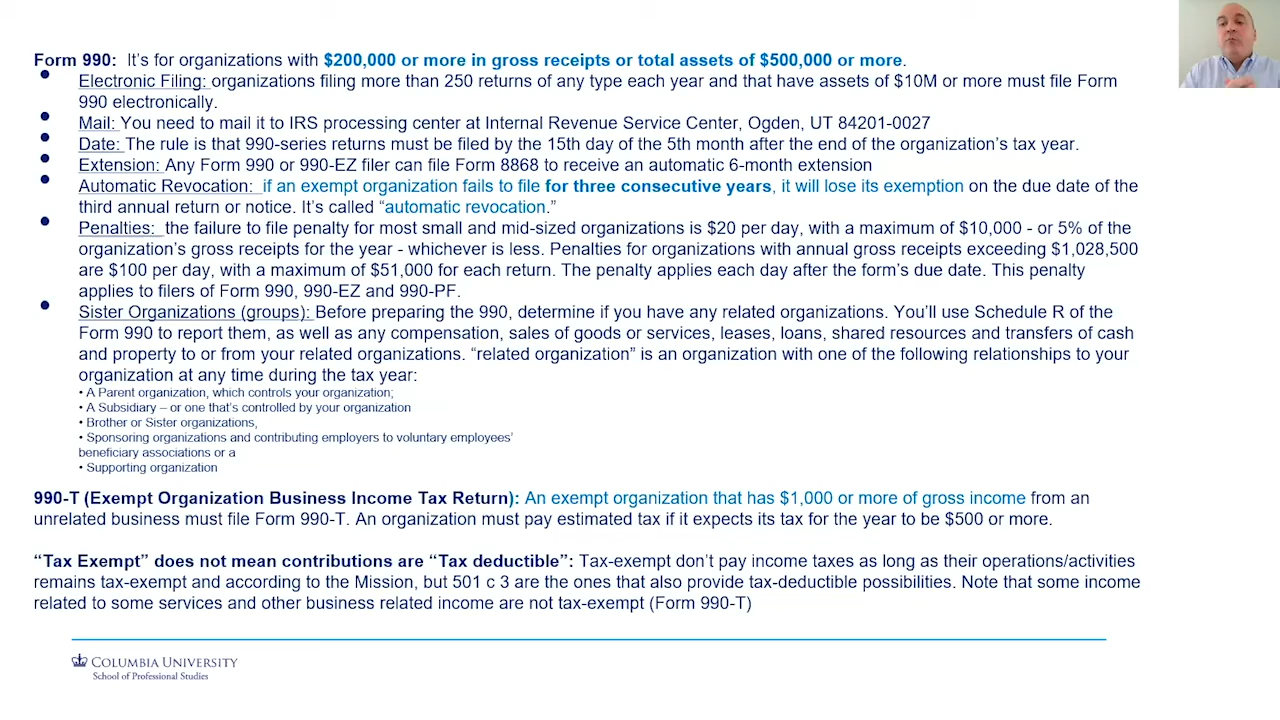 Form 990: It's for organizations with $200,000 or more in gross receipts or total assets of $500,000 or more.
• Electronic Filing: organizations filing more than 250 returns of any type each year and that have assets of $10M or more must file Form
990 electronically.
• Mail: You need to mail it to IRS processing center at Internal Revenue Service Center, Ogden, UT 84201-0027
• Date: The rule is that 990-series returns must be filed by the 15th day of the 5th month after the end of the organization's tax year.
• Extension: Any Form 990 or 990-EZ filer can file Form 8868 to receive an automatic 6-month extension
• Automatic Revocation: if an exempt organization fails to file for three consecutive years, it will lose its exemption on the due date of the
third annual return or notice. It's called “automatic revocation.”
• Penalties: the failure to file penalty for most small and mid-sized organizations is $20 per day, with a maximum of $10,000 - or 5% of the
organization's gross receipts for the year - whichever is less. Penalties for organizations with annual gross receipts exceeding $1,028,500
are $100 per day, with a maximum of $51,000 for each return. The penalty applies each day after the form's due date. This penalty
applies to filers of Form 990, 990-EZ and 990-PF.
• Sister Organizations (groups): Before preparing the 990, determine if you have any related organizations. You'll use Schedule R of the
Form 990 to report them, as well as any compensation, sales of goods or services, leases, loans, shared resources and transfers of cash
and property to or from your related organizations. “related organization” is an organization with one of the following relationships to your
organization at any time during the tax year:
• A Parent organization, which controls your organization;
• A Subsidiary – or one that's controlled by your organization
• Brother or Sister organizations,
• Sponsoring organizations and contributing employers to voluntary employees'
beneficiary associations or a
• Supporting organization
990-T (Exempt Organization Business Income Tax Return): An exempt organization that has $1,000 or more of gross income from an
unrelated business must file Form 990-T. An organization must pay estimated tax if it expects its tax for the year to be $500 or more.
“Tax Exempt” does not mean contributions are “Tax deductible”: Tax-exempt don't pay income taxes as long as their operations/activities
remains tax-exempt and according to the Mission, but 501 c 3 are the ones that also provide tax-deductible possibilities. Note that some income
related to some services and other business related income are not tax-exempt (Form 990-T)
COLUMBIA UNIVERSITY
School of Professional Studies